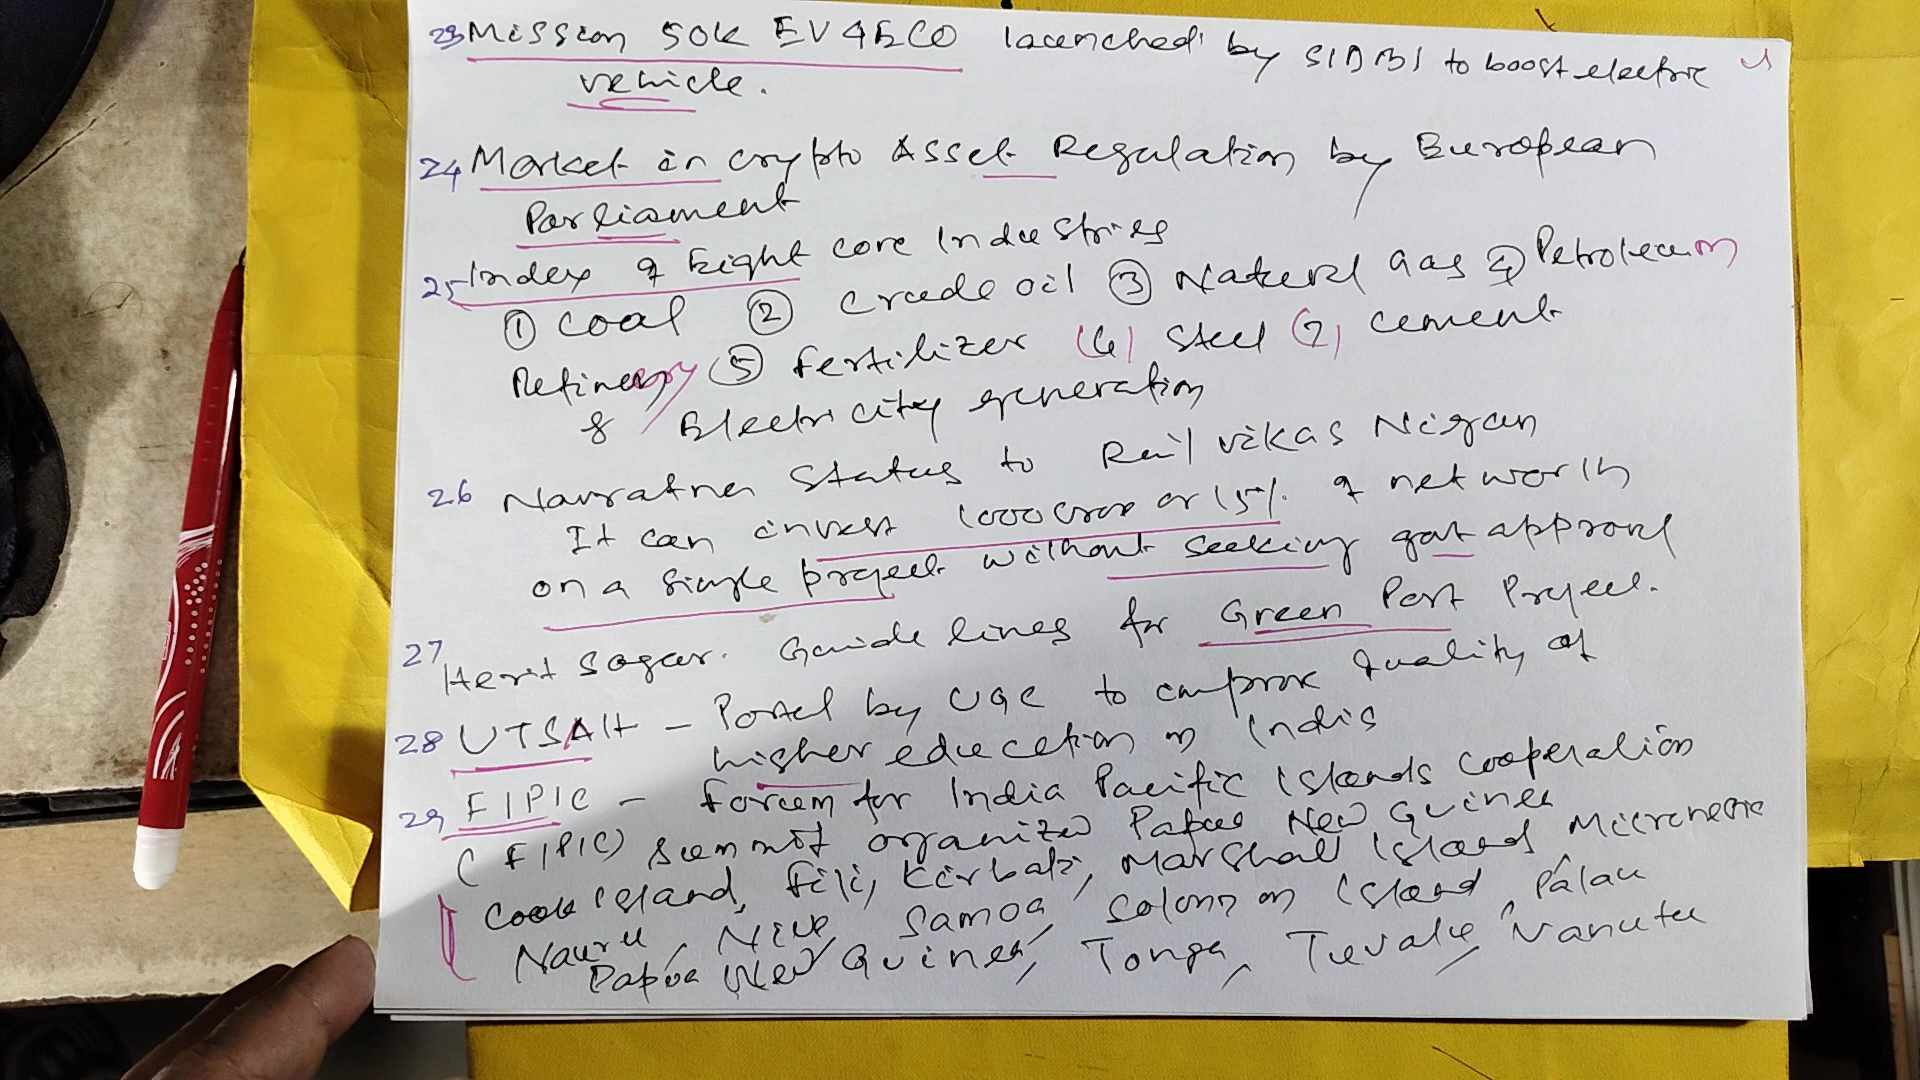 23 Mission 50K EV4ECO launched by SIDBI to boost electric
vehicle.
24 Market in crypto Asset Regulation by European
Parliament
25 Index of Eight core Industries
① coal ② crude oil ③ Natural gas ④ Petroleum
Refinery ⑤ fertilizer (6) Steel (7) cement
8 Electricity generation
26 Navratna Status to Rail vikas Nigam
It can invest 1000 crore or 15% of net worth
on a single project without seeking govt approval
27 Harit Sagar. Guide lines for Green Port Project.
28 UTSAH - Portal by UGC to improve quality of
higher education in India
29 FIPIC - Forum for India Pacific Islands Cooperation
(FIPIC) summit organized Papua New Guinea
Cook Island, Fiji, Kirbati, Marshall Island Micronesia
Nauru, Niue, Samoa, Solomon Island, Palau
Papua New Guinea, Tonga, Tuvalu, Vanutu